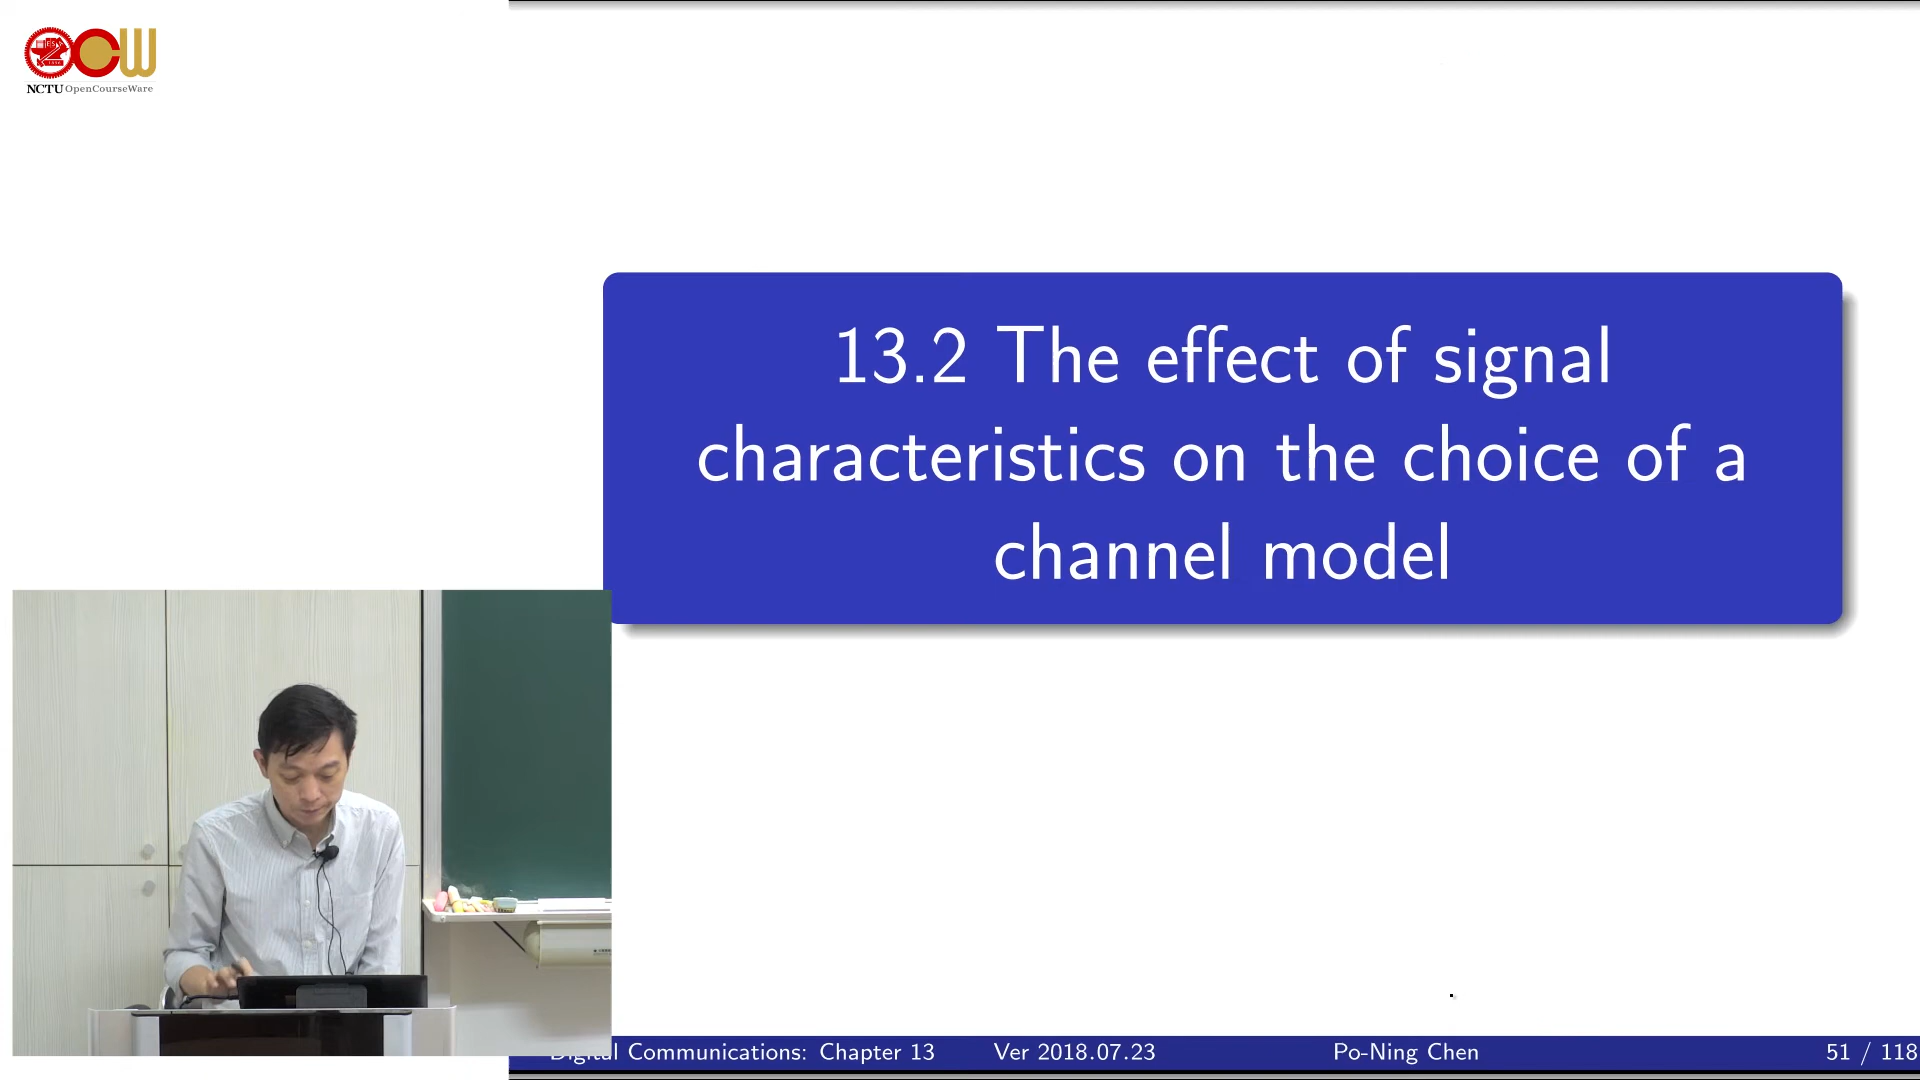 NCTU OpenCourseWare
13.2 The effect of signal
characteristics on the choice of a
channel model
Digital Communications: Chapter 13 Ver 2018.07.23 Po-Ning Chen 51 / 118